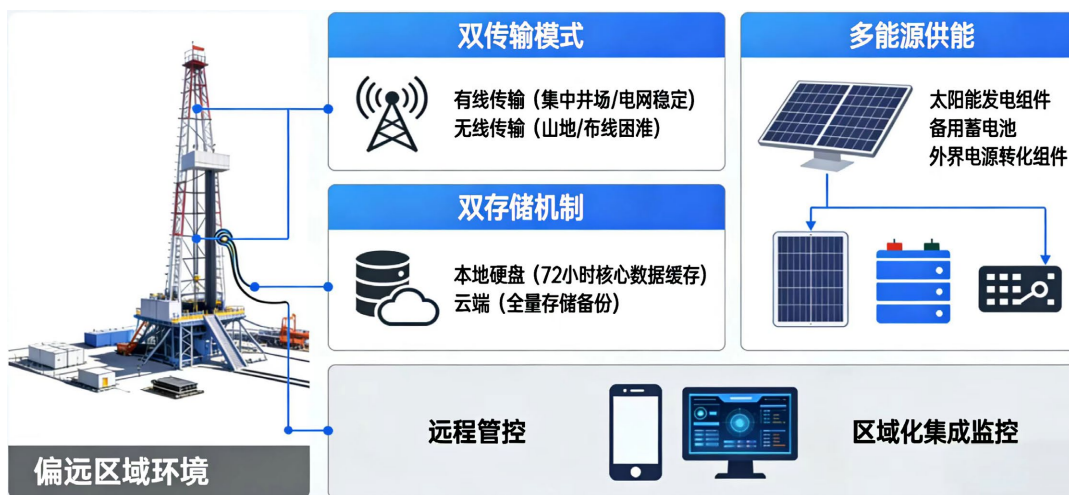 双传输模式
有线传输（集中井场/电网稳定）
无线传输（山地/布线困淮）
双存储机制
本地硬盘（72小时核心数据缓存）
云端（全量存储备份）
多能源供能
太阳能发电组件
备用蓄电池
外界电源转化组件
远程管控
区域化集成监控
偏远区域环境